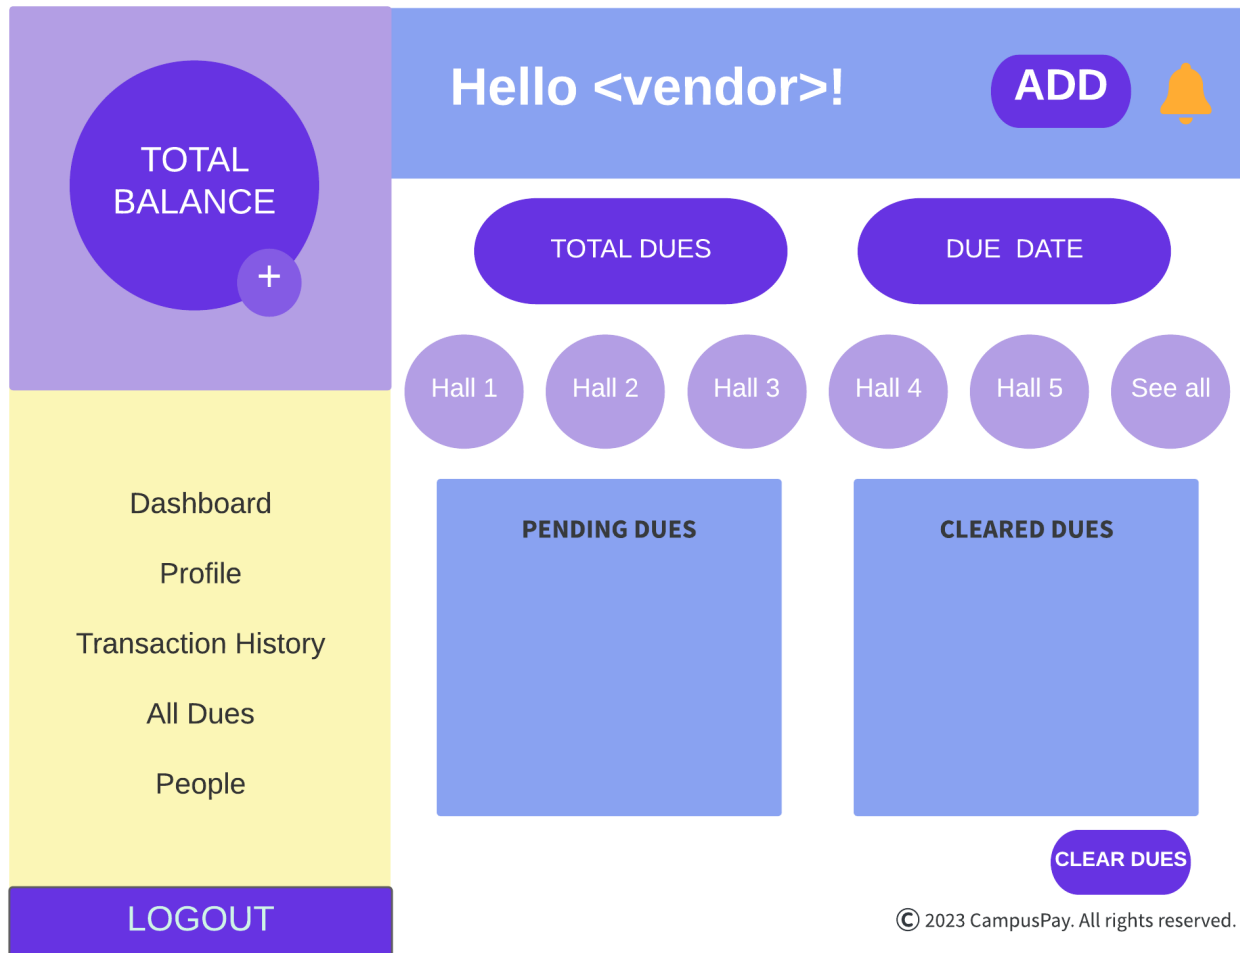 TOTAL
BALANCE
+
Dashboard
Profile
Transaction History
All Dues
People
LOGOUT
Hello <vendor>!
ADD
TOTAL DUES
DUE  DATE
Hall 1
Hall 2
Hall 3
Hall 4
Hall 5
See all
PENDING DUES
CLEARED DUES
CLEAR DUES
© 2023 CampusPay. All rights reserved.